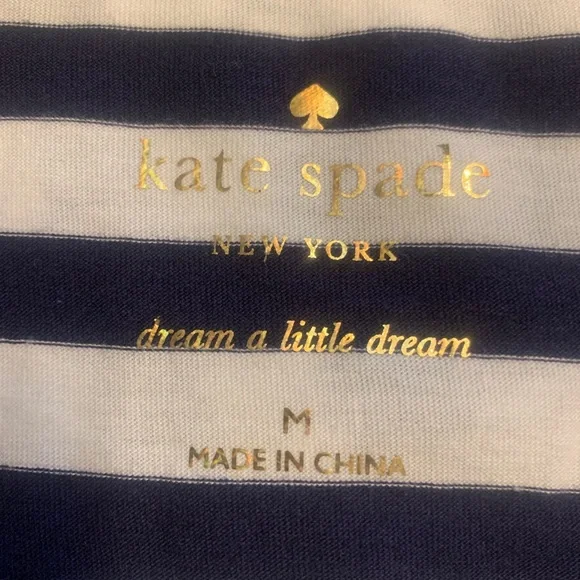 kate spade
NEW YORK
dream a little dream
M
MADE IN CHINA